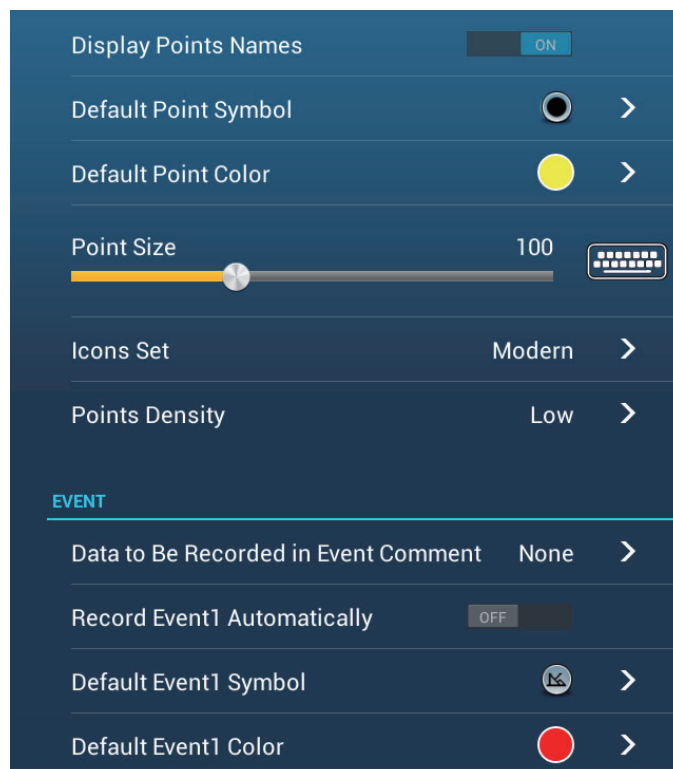 Display Points Names ON
Default Point Symbol
Default Point Color
Point Size 100
Icons Set Modern
Points Density Low
EVENT
Data to Be Recorded in Event Comment None
Record Event1 Automatically OFF
Default Event1 Symbol
Default Event1 Color